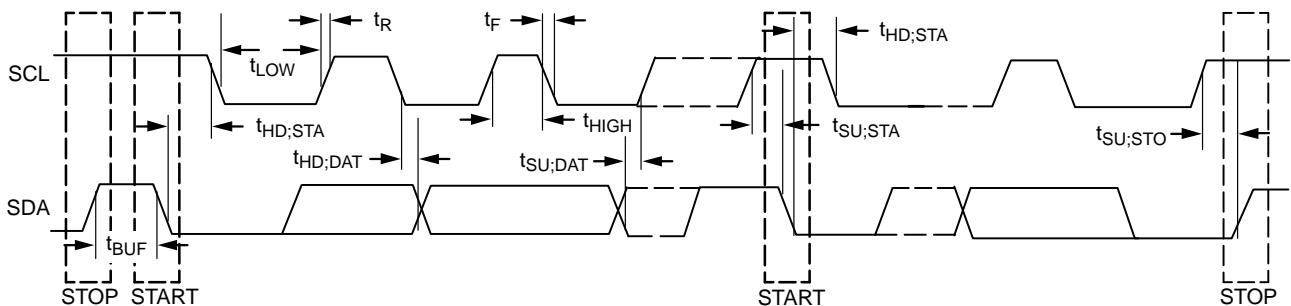 tR
tF
tHD;STA
SCL
tLOW
tHD;STA
tHIGH
tSU;STA
tHD;DAT
tSU;DAT
tSU;STO
SDA
tBUF
STOP
START
START
STOP